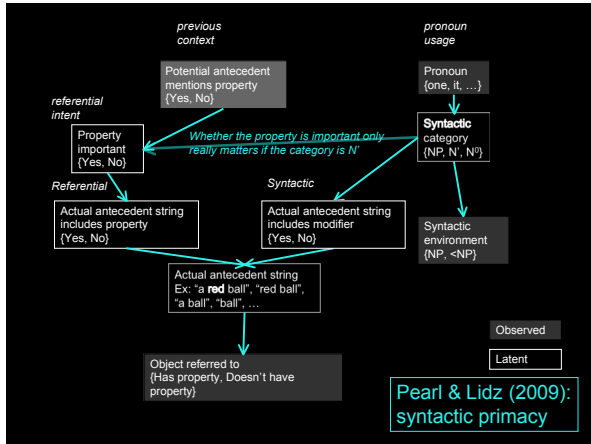 previous
context
pronoun
usage
Potential antecedent
mentions property
{Yes, No}
Pronoun
{one, it, …}
referential
intent
Property
important
{Yes, No}
Whether the property is important only
really matters if the category is N'
Syntactic
category
{NP, N', N⁰}
Referential
Syntactic
Actual antecedent string
includes property
{Yes, No}
Actual antecedent string
includes modifier
{Yes, No}
Syntactic
environment
{NP, <NP}
Actual antecedent string
Ex: “a red ball”, “red ball”,
“a ball”, “ball”, …
Observed
Latent
Object referred to
{Has property, Doesn't have
property}
Pearl & Lidz (2009):
syntactic primacy